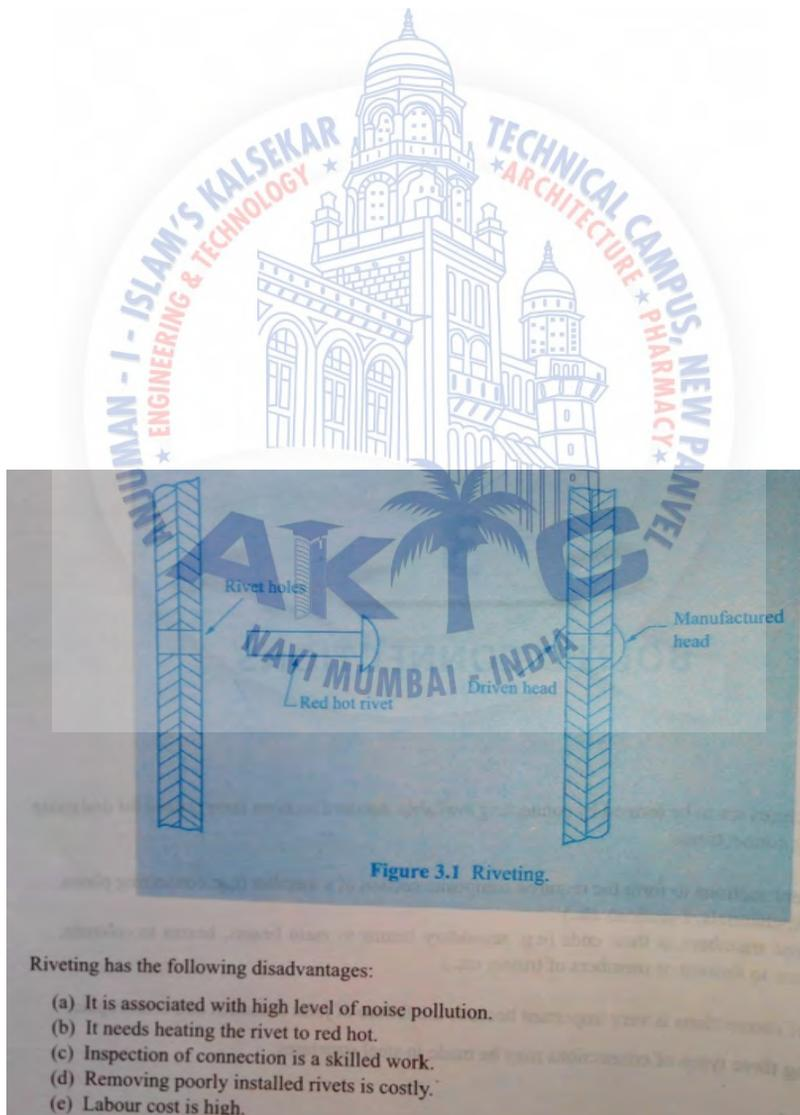 ANJUMAN - I - ISLAM'S KALSEKAR TECHNICAL CAMPUS, NEW PANVEL
ENGINEERING & TECHNOLOGY ★ ★ ARCHITECTURE ★ PHARMACY ★
AKTC
NAVI MUMBAI - INDIA
Rivet holes
Red hot rivet
Driven head
Manufactured
head
Figure 3.1 Riveting.
Riveting has the following disadvantages:
(a) It is associated with high level of noise pollution.
(b) It needs heating the rivet to red hot.
(c) Inspection of connection is a skilled work.
(d) Removing poorly installed rivets is costly.
(e) Labour cost is high.